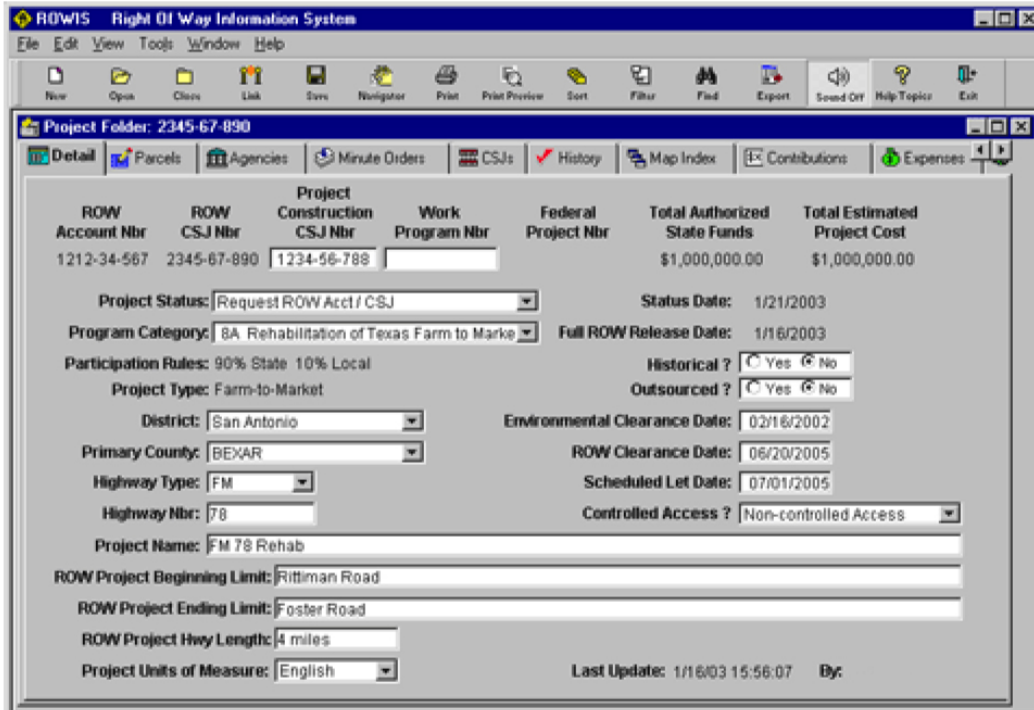 ROWIS Right Of Way Information System
File Edit View Tools Window Help
New Open Close Link Save Navigator Print Print Preview Sort Filter Find Export Sound Off Help Topics Exit
Project Folder: 2345-67-890
Detail Parcels Agencies Minute Orders CSJs History Map Index Contributions Expenses
ROW Account Nbr ROW CSJ Nbr Project Construction CSJ Nbr Work Program Nbr Federal Project Nbr Total Authorized State Funds Total Estimated Project Cost
1212-34-567 2345-67-890 1234-56-788 $1,000,000.00 $1,000,000.00
Project Status: Request ROW Acct / CSJ Status Date: 1/21/2003
Program Category: 8A Rehabilitation of Texas Farm to Marke Full ROW Release Date: 1/16/2003
Participation Rules: 90% State 10% Local Historical ? Yes No
Project Type: Farm-to-Market Outsourced ? Yes No
District: San Antonio Environmental Clearance Date: 02/16/2002
Primary County: BEXAR ROW Clearance Date: 06/20/2005
Highway Type: FM Scheduled Let Date: 07/01/2005
Highway Nbr: 78 Controlled Access ? Non-controlled Access
Project Name: FM 78 Rehab
ROW Project Beginning Limit: Rittiman Road
ROW Project Ending Limit: Foster Road
ROW Project Hwy Length: 4 miles
Project Units of Measure: English Last Update: 1/16/03 15:56:07 By: